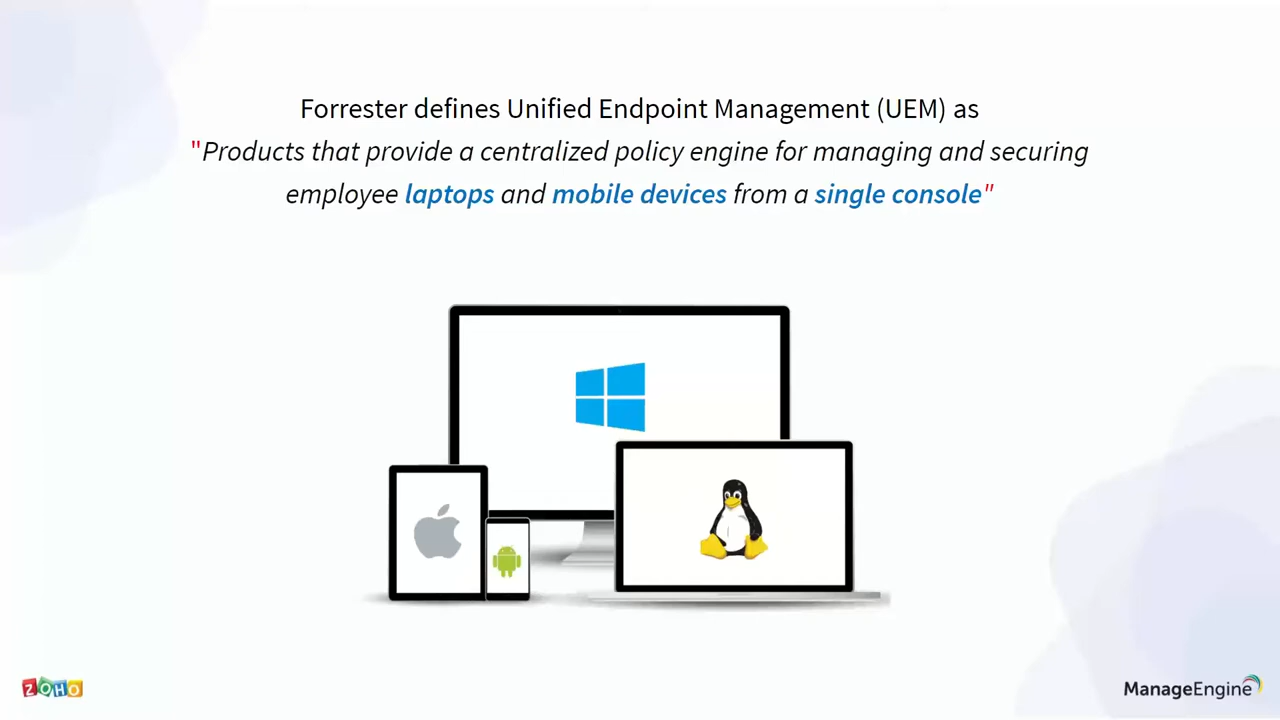 Forrester defines Unified Endpoint Management (UEM) as
"Products that provide a centralized policy engine for managing and securing
employee laptops and mobile devices from a single console"
ZOHO
ManageEngine